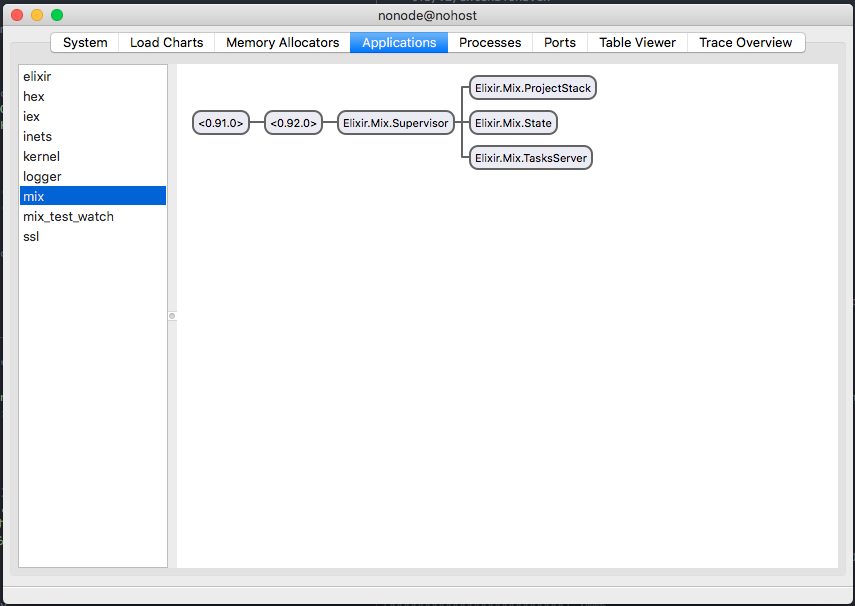 nonode@nohost
System Load Charts Memory Allocators Applications Processes Ports Table Viewer Trace Overview
elixir
hex
iex
inets
kernel
logger
mix
mix_test_watch
ssl
Elixir.Mix.ProjectStack
<0.91.0> <0.92.0> Elixir.Mix.Supervisor Elixir.Mix.State
Elixir.Mix.TasksServer